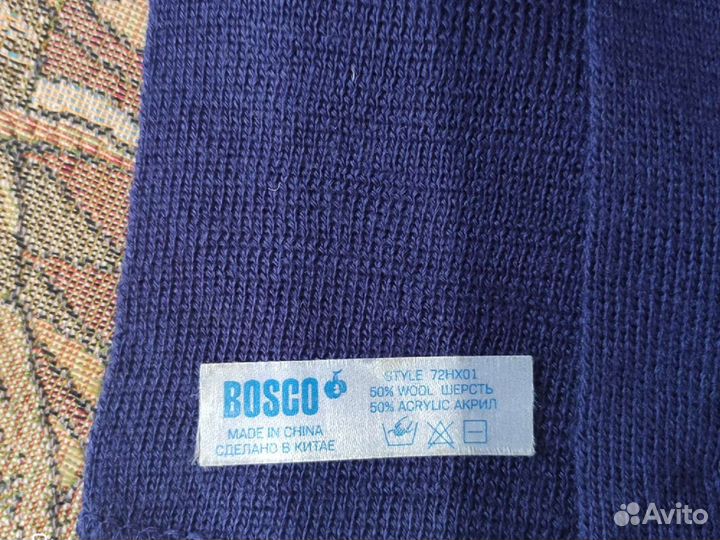 BOSCO
MADE IN CHINA
СДЕЛАНО В КИТАЕ
STYLE 72HX01
50% WOOL ШЕРСТЬ
50% ACRYLIC АКРИЛ
Avito